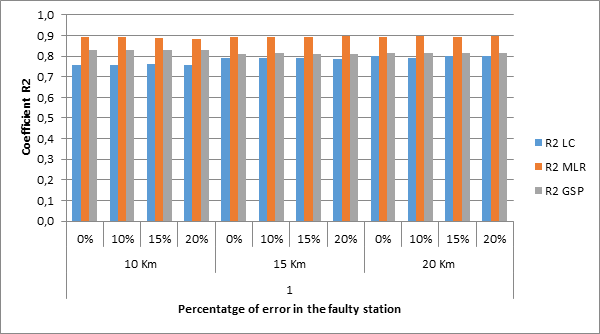 1,0
0,9
0,8
0,7
0,6
0,5
0,4
0,3
0,2
0,1
0,0
Coefficient R2
0% 10% 15% 20% 0% 10% 15% 20% 0% 10% 15% 20%
10 Km 15 Km 20 Km
1
Percentatge of error in the faulty station
R2 LC
R2 MLR
R2 GSP